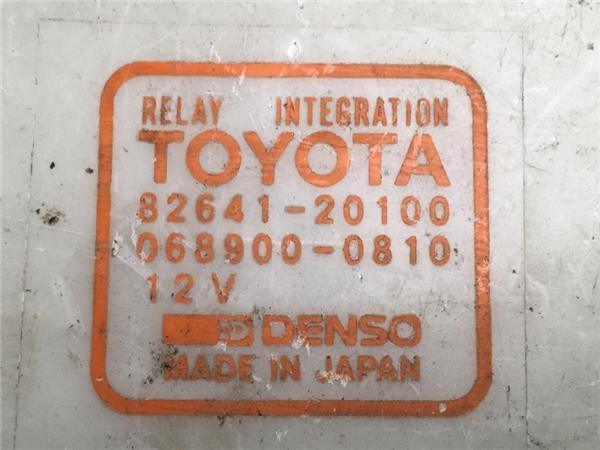 RELAY INTEGRATION
TOYOTA
82641-20100
068900-0810
12V
DENSO
MADE IN JAPAN